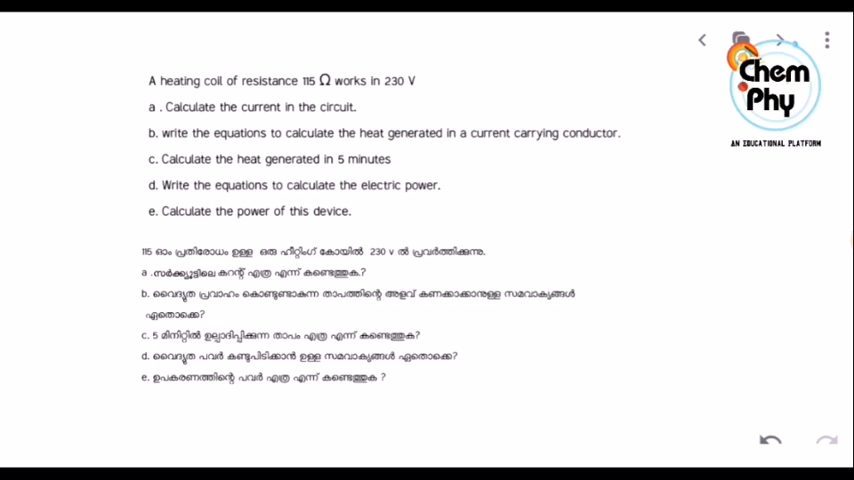 A heating coil of resistance 115 Ω works in 230 V
a . Calculate the current in the circuit.
b. write the equations to calculate the heat generated in a current carrying conductor.
c. Calculate the heat generated in 5 minutes
d. Write the equations to calculate the electric power.
e. Calculate the power of this device.
115 ഓം പ്രതിരോധം ഉള്ള ഒരു ഹീറ്റിംഗ് കോയിൽ 230 v ൽ പ്രവർത്തിക്കുന്നു.
a .സർക്ക്യൂട്ടിലെ കറന്റ് എത്ര എന്ന് കണ്ടെത്തുക.?
b. വൈദ്യുത പ്രവാഹം കൊണ്ടുണ്ടാകുന്ന താപത്തിന്റെ അളവ് കണക്കാക്കാനുള്ള സമവാക്യങ്ങൾ
ഏതൊക്കെ?
c. 5 മിനിറ്റിൽ ഉല്പാദിപ്പിക്കുന്ന താപം എത്ര എന്ന് കണ്ടെത്തുക?
d. വൈദ്യുത പവർ കണ്ടുപിടിക്കാൻ ഉള്ള സമവാക്യങ്ങൾ ഏതൊക്കെ?
e. ഉപകരണത്തിന്റെ പവർ എത്ര എന്ന് കണ്ടെത്തുക ?
Chem
Phy
AN EDUCATIONAL PLATFORM